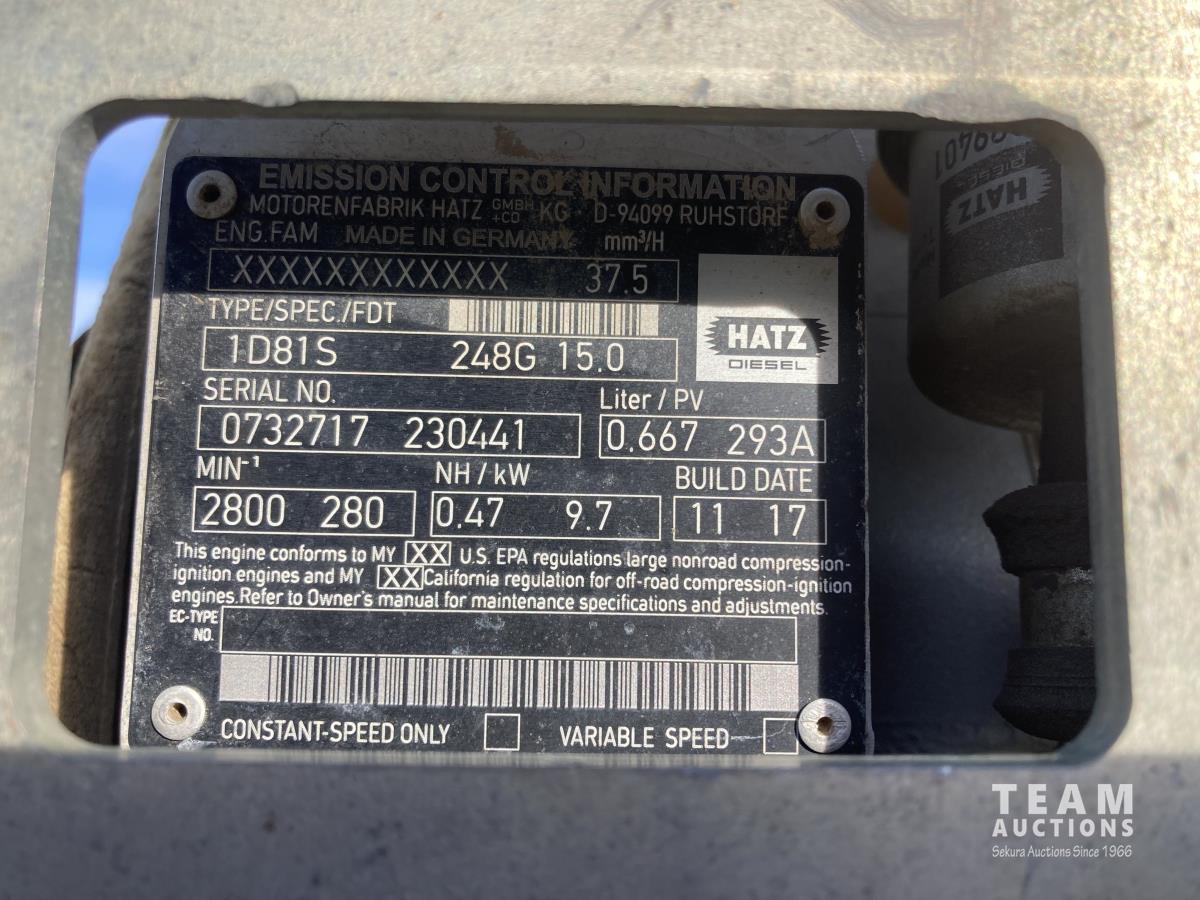 EMISSION CONTROL INFORMATION
MOTORENFABRIK HATZ GMBH +CO KG D-94099 RUHSTORF
ENG.FAM MADE IN GERMANY mm³/H
XXXXXXXXXXXX 37.5
TYPE/SPEC./FDT
1D81S 248G 15.0
HATZ
DIESEL
SERIAL NO. Liter / PV
0732717 230441 0.667 293A
MIN⁻¹ NH / kW BUILD DATE
2800 280 0.47 9.7 11 17
This engine conforms to MY XX U.S. EPA regulations large nonroad compression-
ignition engines and MY XX California regulation for off-road compression-ignition
engines.Refer to Owner's manual for maintenance specifications and adjustments.
EC-TYPE
NO.
CONSTANT-SPEED ONLY VARIABLE SPEED
HATZ
TEAM
AUCTIONS
Sekura Auctions Since 1966